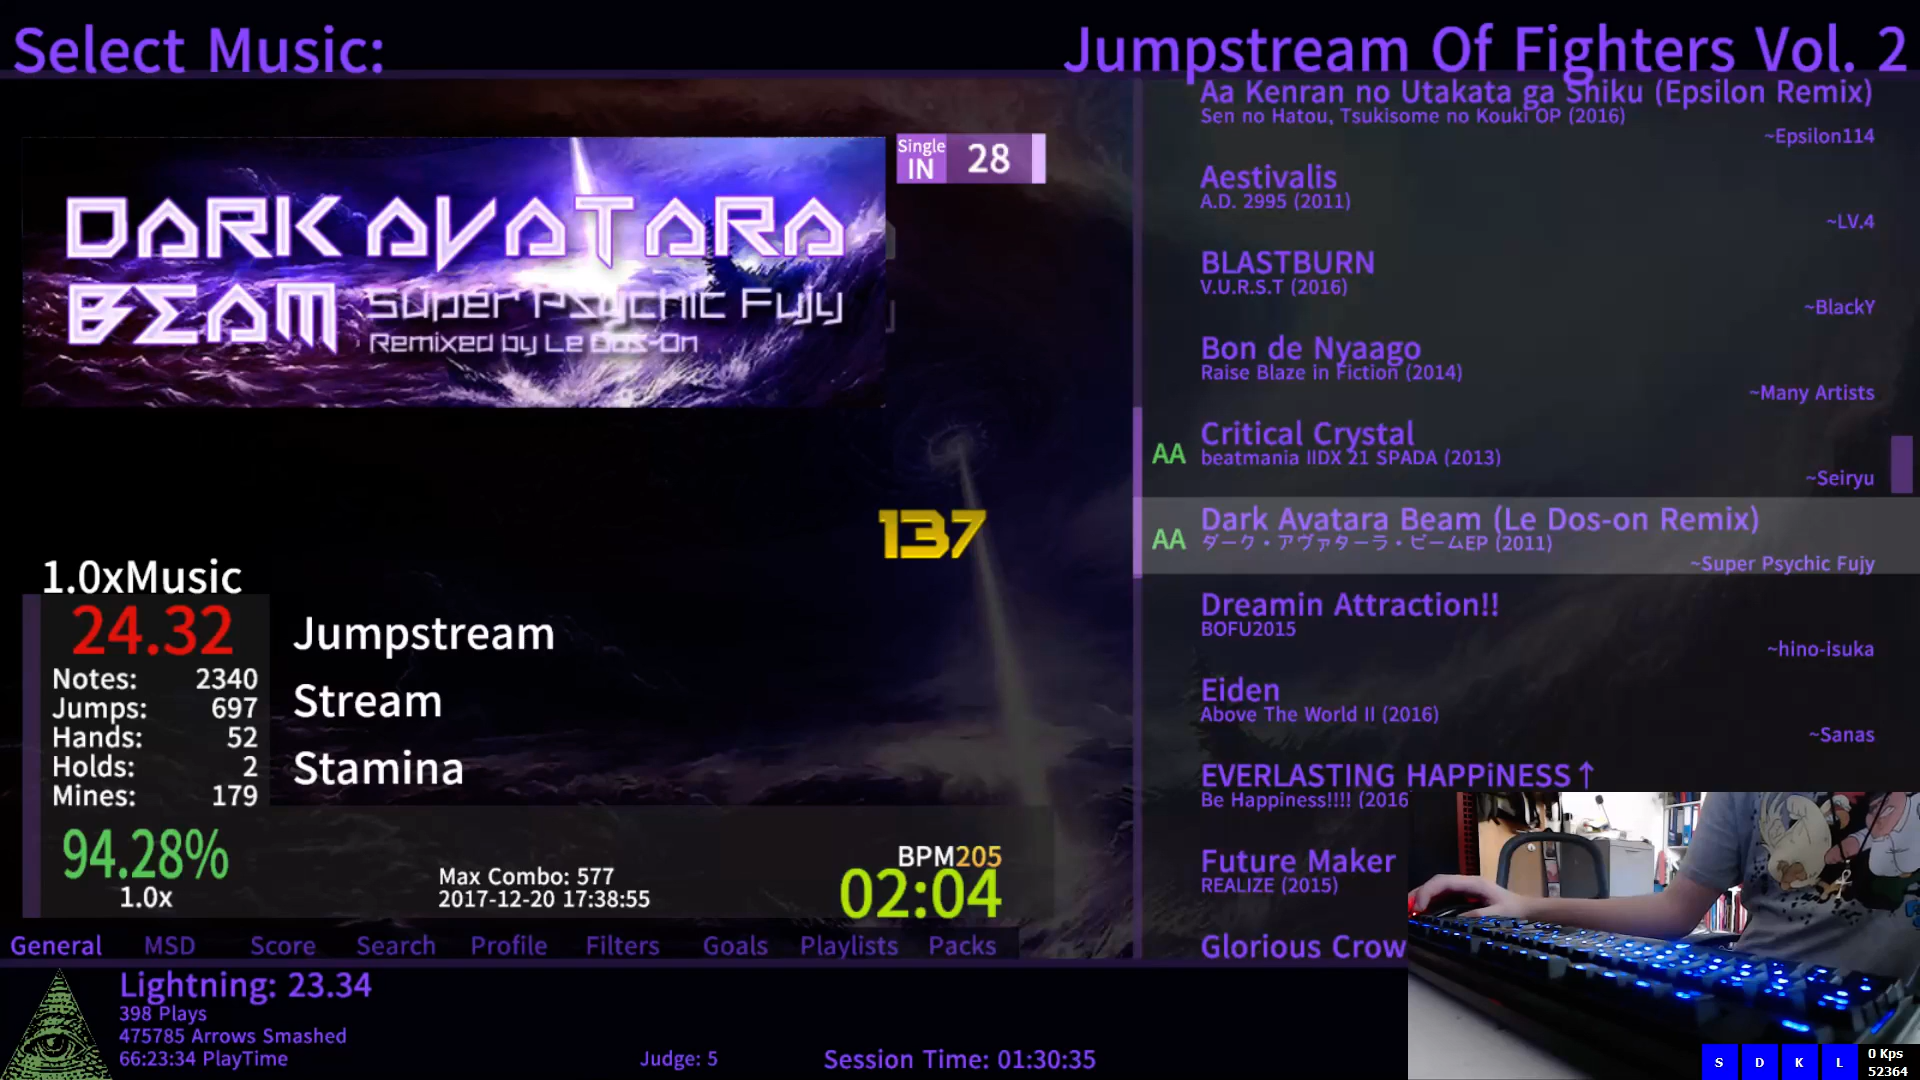 Select Music:
Jumpstream Of Fighters Vol. 2
DARK AVATARA
BEAM Super Psychic Fujy
Remixed by Le Dos-On
Single
IN
28
137
1.0xMusic
24.32
Notes: 2340
Jumps: 697
Hands: 52
Holds: 2
Mines: 179
Jumpstream
Stream
Stamina
94.28%
1.0x
Max Combo: 577
2017-12-20 17:38:55
BPM205
02:04
General MSD Score Search Profile Filters Goals Playlists Packs
Aa Kenran no Utakata ga Shiku (Epsilon Remix)
Sen no Hatou, Tsukisome no Kouki OP (2016)
~Epsilon114
Aestivalis
A.D. 2995 (2011)
~LV.4
BLASTBURN
V.U.R.S.T (2016)
~BlackY
Bon de Nyaago
Raise Blaze in Fiction (2014)
~Many Artists
AA
Critical Crystal
beatmania IIDX 21 SPADA (2013)
~Seiryu
AA
Dark Avatara Beam (Le Dos-on Remix)
ダーク・アヴァターラ・ビームEP (2011)
~Super Psychic Fujy
Dreamin Attraction!!
BOFU2015
~hino-isuka
Eiden
Above The World II (2016)
~Sanas
EVERLASTING HAPPiNESS↑
Be Happiness!!!! (2016
Future Maker
REALIZE (2015)
Glorious Crow
Lightning: 23.34
398 Plays
475785 Arrows Smashed
66:23:34 PlayTime
Judge: 5
Session Time: 01:30:35
S D K L
0 Kps
52364